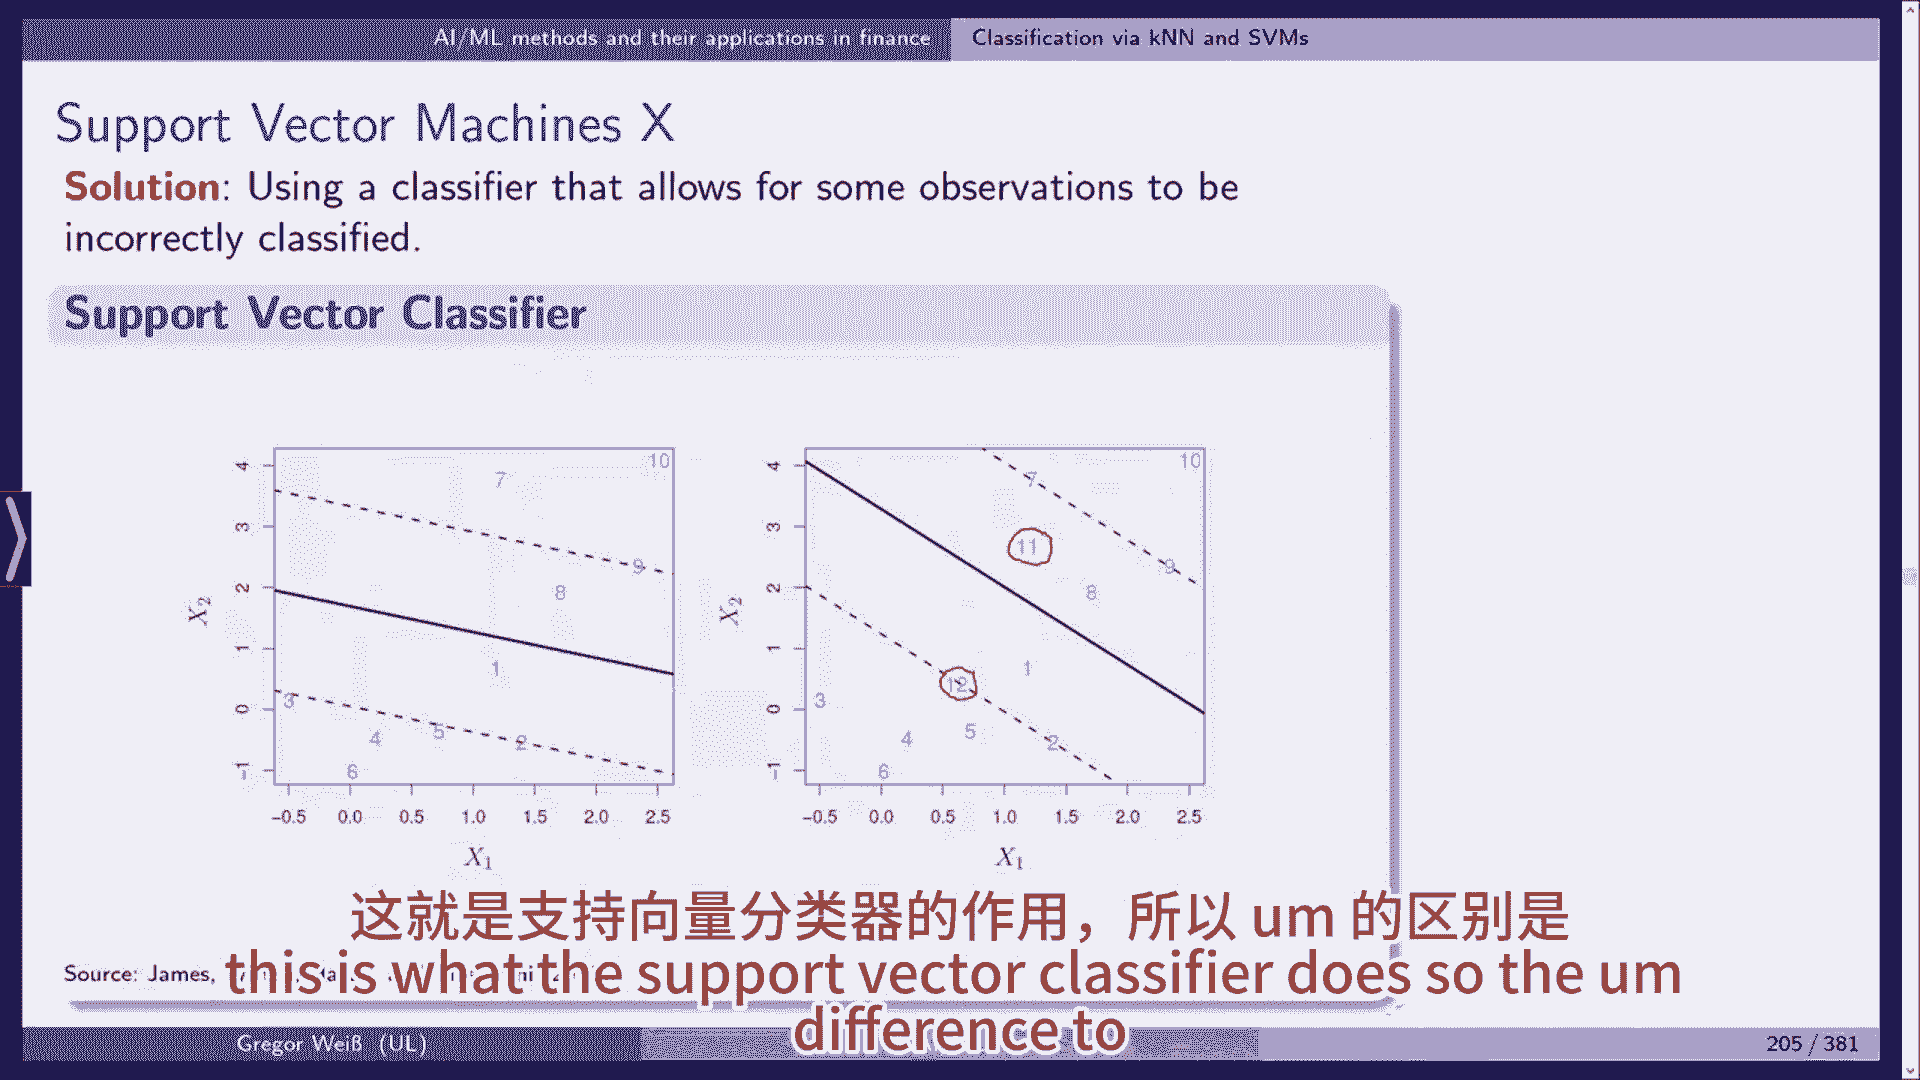 AI/ML methods and their applications in finance
Classification via kNN and SVMs
Support Vector Machines X
Solution: Using a classifier that allows for some observations to be
incorrectly classified.
Support Vector Classifier
4
3
2
1
0
-1
X2
7
10
9
8
1
3
5
4
2
6
-0.5 0.0 0.5 1.0 1.5 2.0 2.5
X1
4
3
2
1
0
-1
X2
7
10
11
9
8
1
12
3
5
4
2
6
-0.5 0.0 0.5 1.0 1.5 2.0 2.5
X1
这就是支持向量分类器的作用，所以 um 的区别是
Source: James,
this is what the support vector classifier does so the um
difference to
Gregor Weiß (UL)
205 / 381